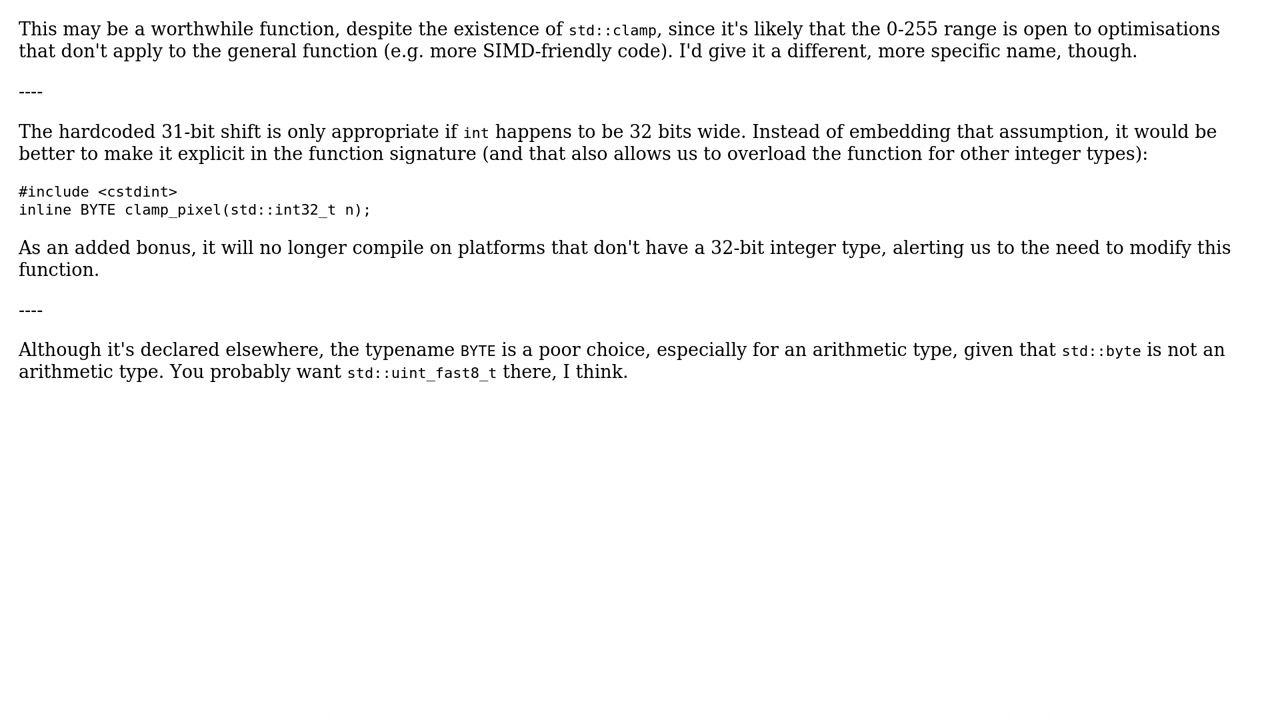 This may be a worthwhile function, despite the existence of std::clamp, since it's likely that the 0-255 range is open to optimisations
that don't apply to the general function (e.g. more SIMD-friendly code). I'd give it a different, more specific name, though.
----
The hardcoded 31-bit shift is only appropriate if int happens to be 32 bits wide. Instead of embedding that assumption, it would be
better to make it explicit in the function signature (and that also allows us to overload the function for other integer types):
#include <cstdint>
inline BYTE clamp_pixel(std::int32_t n);
As an added bonus, it will no longer compile on platforms that don't have a 32-bit integer type, alerting us to the need to modify this
function.
----
Although it's declared elsewhere, the typename BYTE is a poor choice, especially for an arithmetic type, given that std::byte is not an
arithmetic type. You probably want std::uint_fast8_t there, I think.